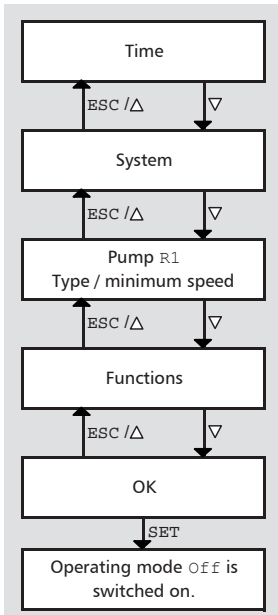 Time
ESC /△ ▽
System
ESC /△ ▽
Pump R1
Type / minimum speed
ESC /△ ▽
Functions
ESC /△ ▽
OK
SET
Operating mode Off is
switched on.